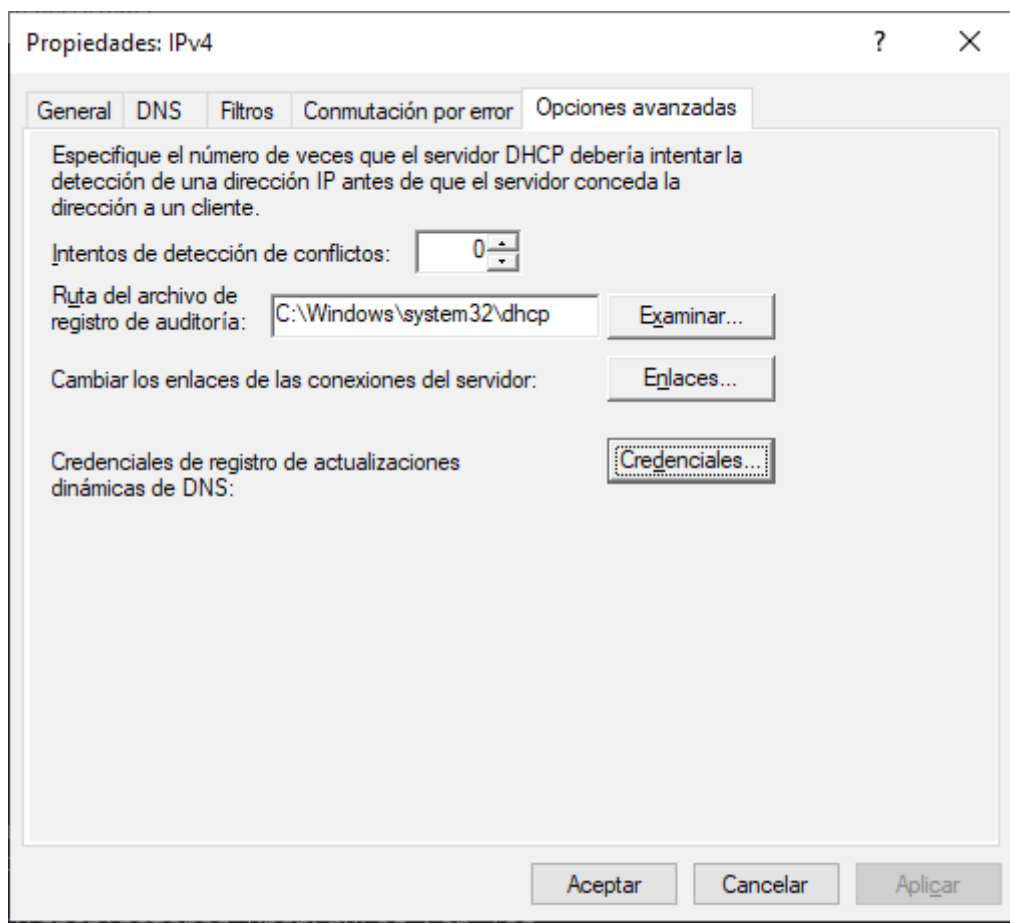 Propiedades: IPv4
?
General
DNS
Filtros
Conmutación por error
Opciones avanzadas
Especifique el número de veces que el servidor DHCP debería intentar la
detección de una dirección IP antes de que el servidor conceda la
dirección a un cliente.
Intentos de detección de conflictos:
0
Ruta del archivo de
registro de auditoría:
C:\Windows\system32\dhcp
Examinar...
Cambiar los enlaces de las conexiones del servidor:
Enlaces...
Credenciales de registro de actualizaciones
dinámicas de DNS:
Credenciales...
Aceptar
Cancelar
Aplicar